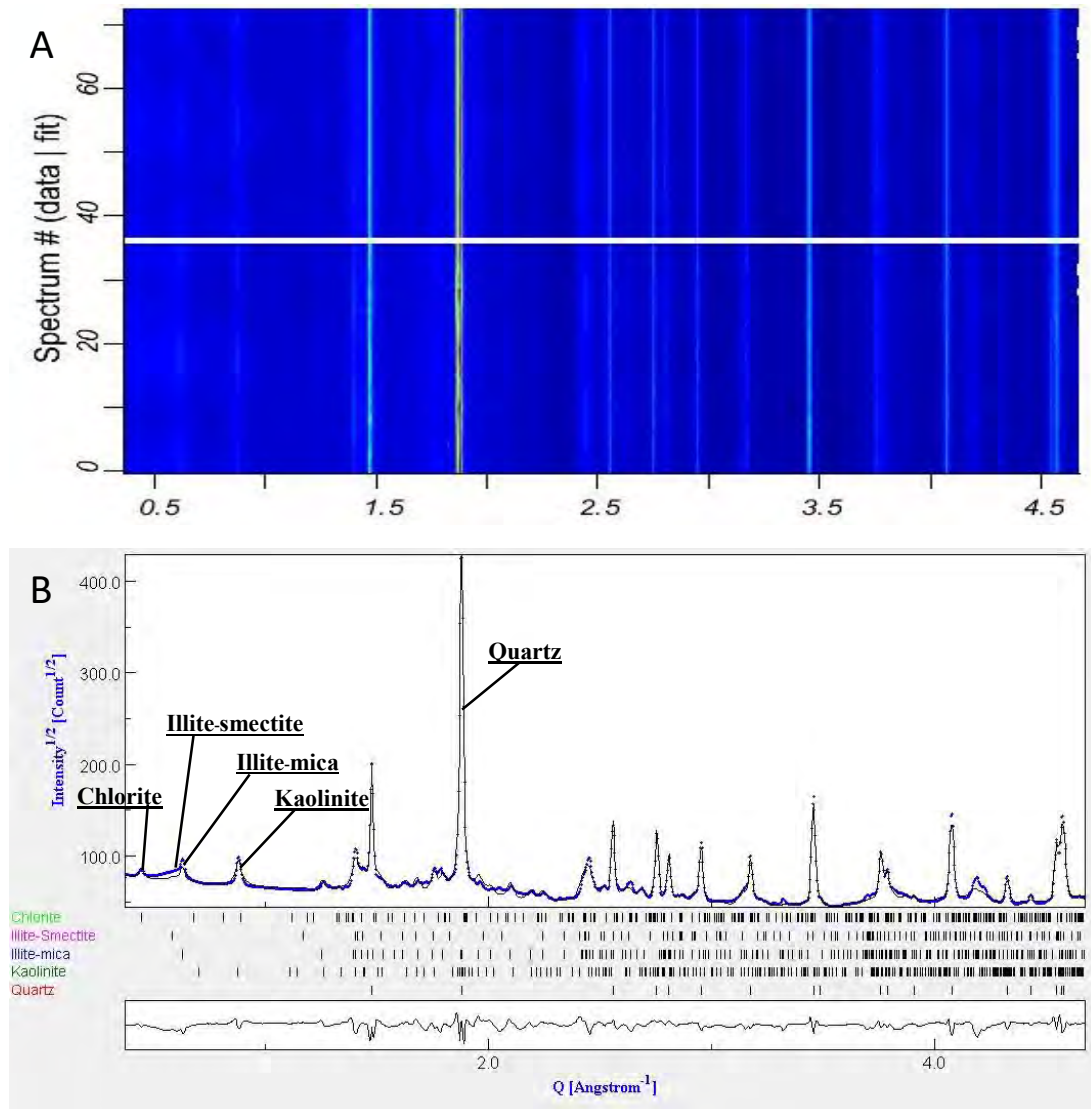 A
Spectrum # (data | fit)
60
40
20
0
0.5 1.5 2.5 3.5 4.5
B
Intensity^1/2 [Count^1/2]
400.0
300.0
200.0
100.0
Quartz
Illite-smectite
Illite-mica
Chlorite
Kaolinite
Chlorite
Illite-Smectite
Illite-mica
Kaolinite
Quartz
2.0 4.0
Q [Angstrom^-1]